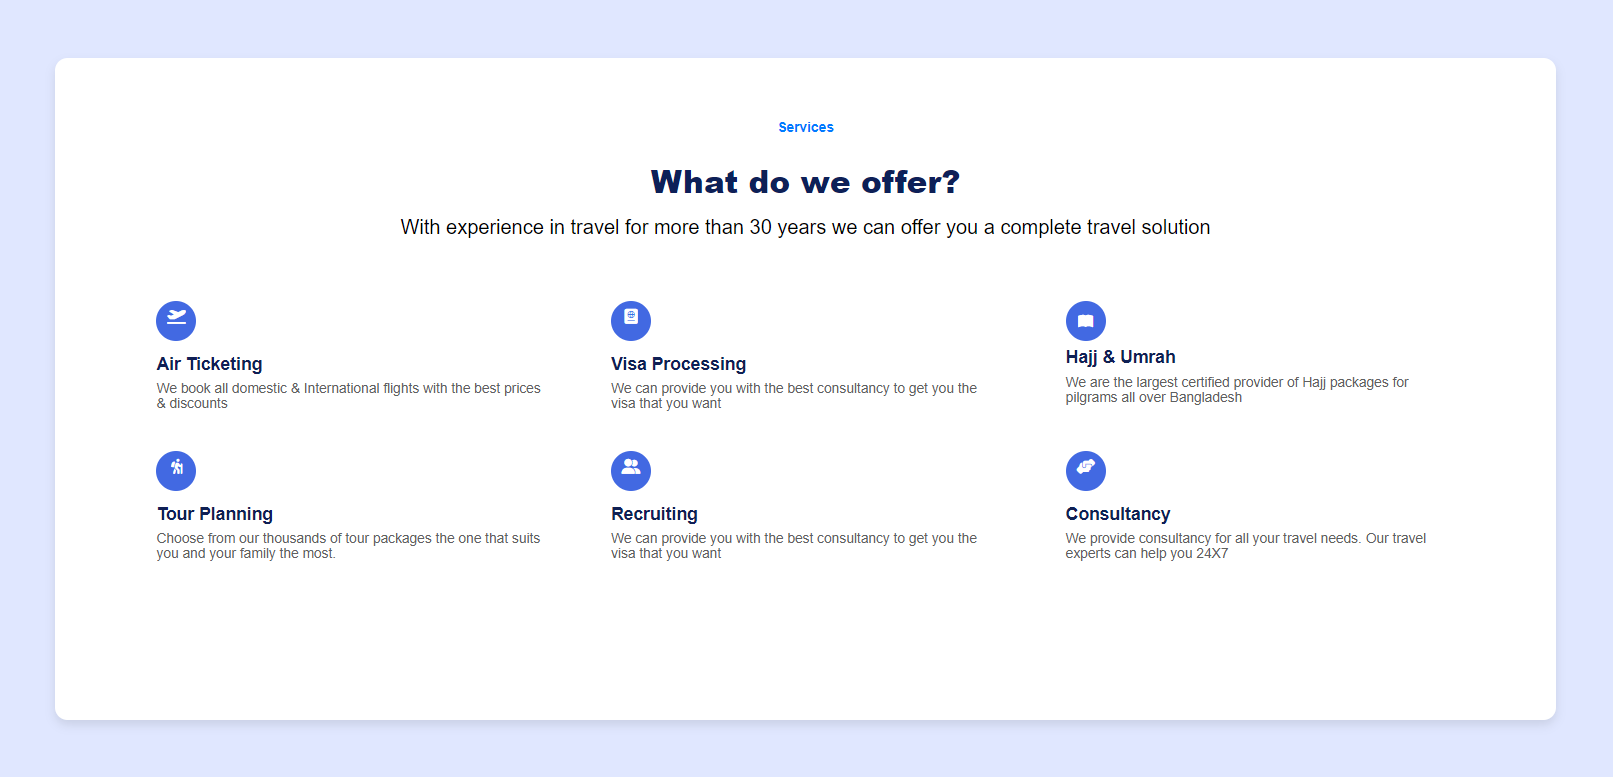 Services
What do we offer?
With experience in travel for more than 30 years we can offer you a complete travel solution
Air Ticketing
We book all domestic & International flights with the best prices
& discounts
Visa Processing
We can provide you with the best consultancy to get you the
visa that you want
Hajj & Umrah
We are the largest certified provider of Hajj packages for
pilgrams all over Bangladesh
Tour Planning
Choose from our thousands of tour packages the one that suits
you and your family the most.
Recruiting
We can provide you with the best consultancy to get you the
visa that you want
Consultancy
We provide consultancy for all your travel needs. Our travel
experts can help you 24X7